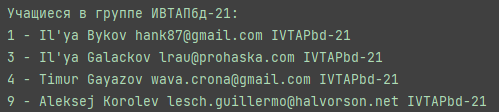 Учащиеся в группе ИВТАПбд-21:
1 - Il'ya Bykov hank87@gmail.com IVTAPbd-21
3 - Il'ya Galackov lrau@prohaska.com IVTAPbd-21
4 - Timur Gayazov wava.crona@gmail.com IVTAPbd-21
9 - Aleksej Korolev lesch.guillermo@halvorson.net IVTAPbd-21